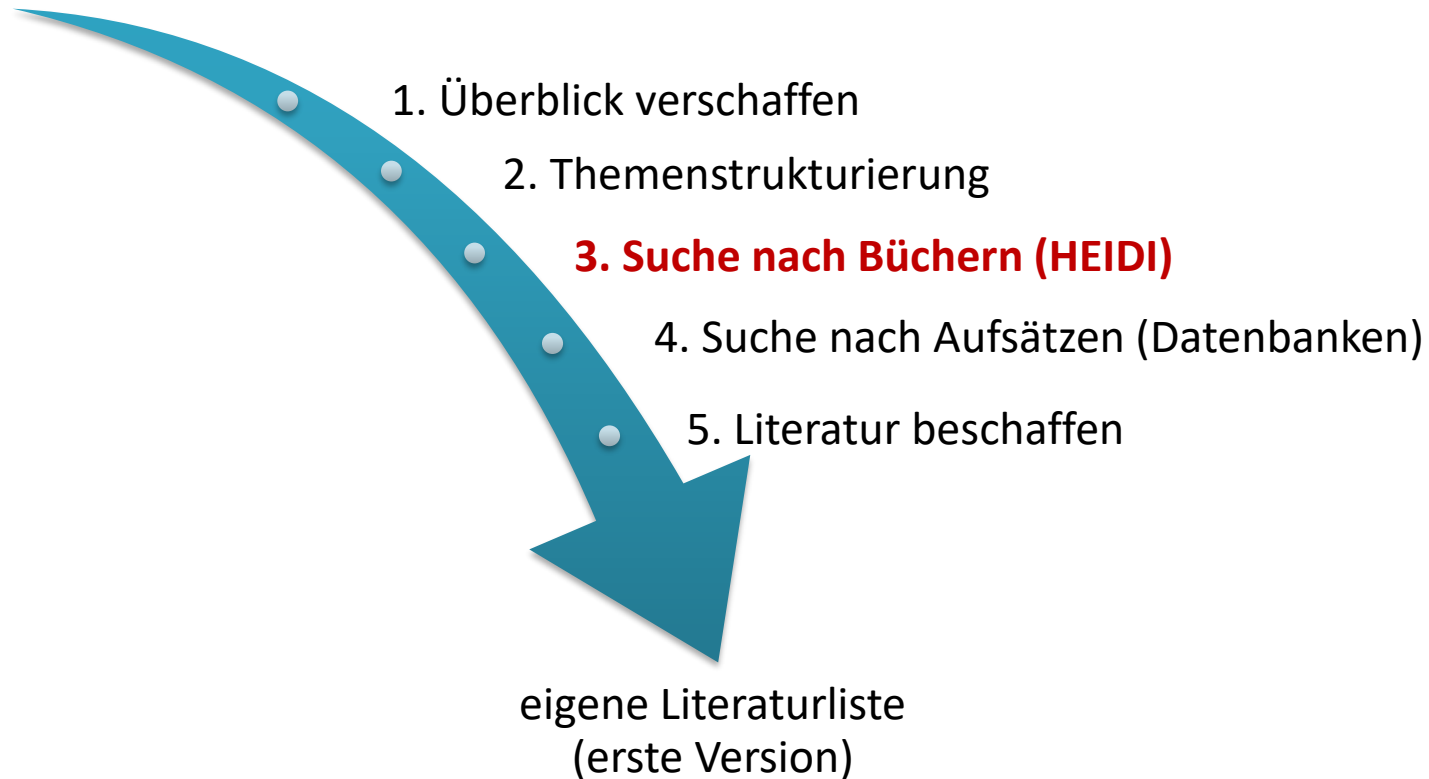 1. Überblick verschaffen
2. Themenstrukturierung
3. Suche nach Büchern (HEIDI)
4. Suche nach Aufsätzen (Datenbanken)
5. Literatur beschaffen
eigene Literaturliste
(erste Version)